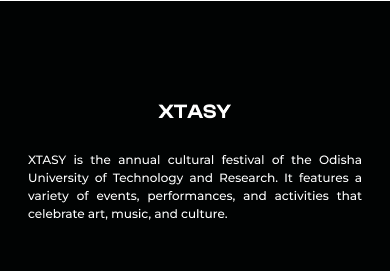 XTASY
XTASY is the annual cultural festival of the Odisha
University of Technology and Research. It features a
variety of events, performances, and activities that
celebrate art, music, and culture.